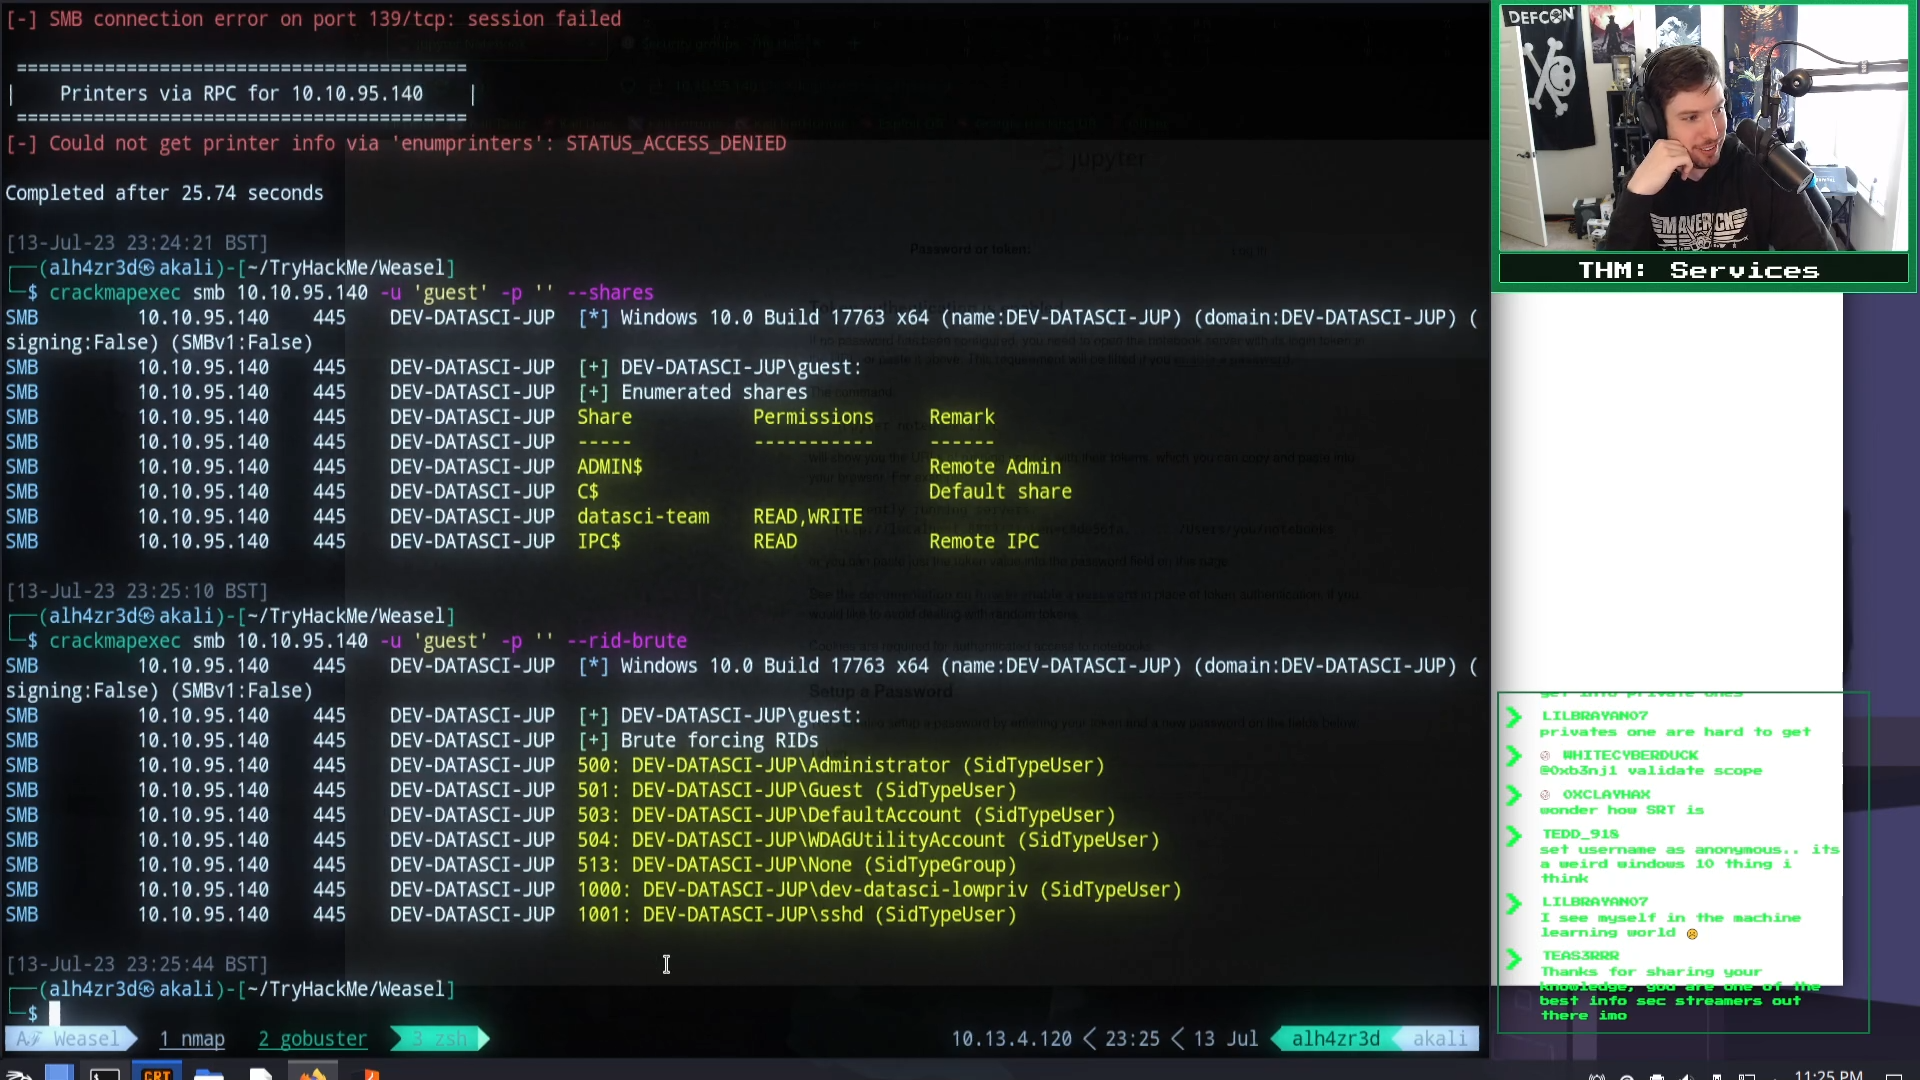 [-] SMB connection error on port 139/tcp: session failed
=========================================
|    Printers via RPC for 10.10.95.140    |
=========================================
[-] Could not get printer info via 'enumprinters': STATUS_ACCESS_DENIED
Completed after 25.74 seconds
[13-Jul-23 23:24:21 BST]
┌──(alh4zr3d㉿akali)-[~/TryHackMe/Weasel]
└─$ crackmapexec smb 10.10.95.140 -u 'guest' -p '' --shares
SMB 10.10.95.140 445 DEV-DATASCI-JUP [*] Windows 10.0 Build 17763 x64 (name:DEV-DATASCI-JUP) (domain:DEV-DATASCI-JUP) (
signing:False) (SMBv1:False)
SMB 10.10.95.140 445 DEV-DATASCI-JUP [+] DEV-DATASCI-JUP\guest:
SMB 10.10.95.140 445 DEV-DATASCI-JUP [+] Enumerated shares
SMB 10.10.95.140 445 DEV-DATASCI-JUP Share Permissions Remark
SMB 10.10.95.140 445 DEV-DATASCI-JUP ----- ----------- ------
SMB 10.10.95.140 445 DEV-DATASCI-JUP ADMIN$ Remote Admin
SMB 10.10.95.140 445 DEV-DATASCI-JUP C$ Default share
SMB 10.10.95.140 445 DEV-DATASCI-JUP datasci-team READ,WRITE
SMB 10.10.95.140 445 DEV-DATASCI-JUP IPC$ READ Remote IPC
[13-Jul-23 23:25:10 BST]
┌──(alh4zr3d㉿akali)-[~/TryHackMe/Weasel]
└─$ crackmapexec smb 10.10.95.140 -u 'guest' -p '' --rid-brute
SMB 10.10.95.140 445 DEV-DATASCI-JUP [*] Windows 10.0 Build 17763 x64 (name:DEV-DATASCI-JUP) (domain:DEV-DATASCI-JUP) (
signing:False) (SMBv1:False)
SMB 10.10.95.140 445 DEV-DATASCI-JUP [+] DEV-DATASCI-JUP\guest:
SMB 10.10.95.140 445 DEV-DATASCI-JUP [+] Brute forcing RIDs
SMB 10.10.95.140 445 DEV-DATASCI-JUP 500: DEV-DATASCI-JUP\Administrator (SidTypeUser)
SMB 10.10.95.140 445 DEV-DATASCI-JUP 501: DEV-DATASCI-JUP\Guest (SidTypeUser)
SMB 10.10.95.140 445 DEV-DATASCI-JUP 503: DEV-DATASCI-JUP\DefaultAccount (SidTypeUser)
SMB 10.10.95.140 445 DEV-DATASCI-JUP 504: DEV-DATASCI-JUP\WDAGUtilityAccount (SidTypeUser)
SMB 10.10.95.140 445 DEV-DATASCI-JUP 513: DEV-DATASCI-JUP\None (SidTypeGroup)
SMB 10.10.95.140 445 DEV-DATASCI-JUP 1000: DEV-DATASCI-JUP\dev-datasci-lowpriv (SidTypeUser)
SMB 10.10.95.140 445 DEV-DATASCI-JUP 1001: DEV-DATASCI-JUP\sshd (SidTypeUser)
[13-Jul-23 23:25:44 BST]
┌──(alh4zr3d㉿akali)-[~/TryHackMe/Weasel]
└─$
Weasel 1 nmap 2 gobuster 3 zsh 10.13.4.120 < 23:25 < 13 Jul alh4zr3d akali
jupyter
Password or token:
Log in
Setup a Password
DEFCON
MAVERICK
THM: Services
get into private ones
LILBRAYAN07
privates one are hard to get
WHITECYBERDUCK
@0xb3nj1 validate scope
0XCLAYHAX
wonder how SRT is
TEDD_918
set username as anonymous.. its
a weird windows 10 thing i
think
LILBRAYAN07
I see myself in the machine
learning world
TEAS3RRR
Thanks for sharing your
knowledge, you are one of the
best info sec streamers out
there imo
CRT
11:25 PM